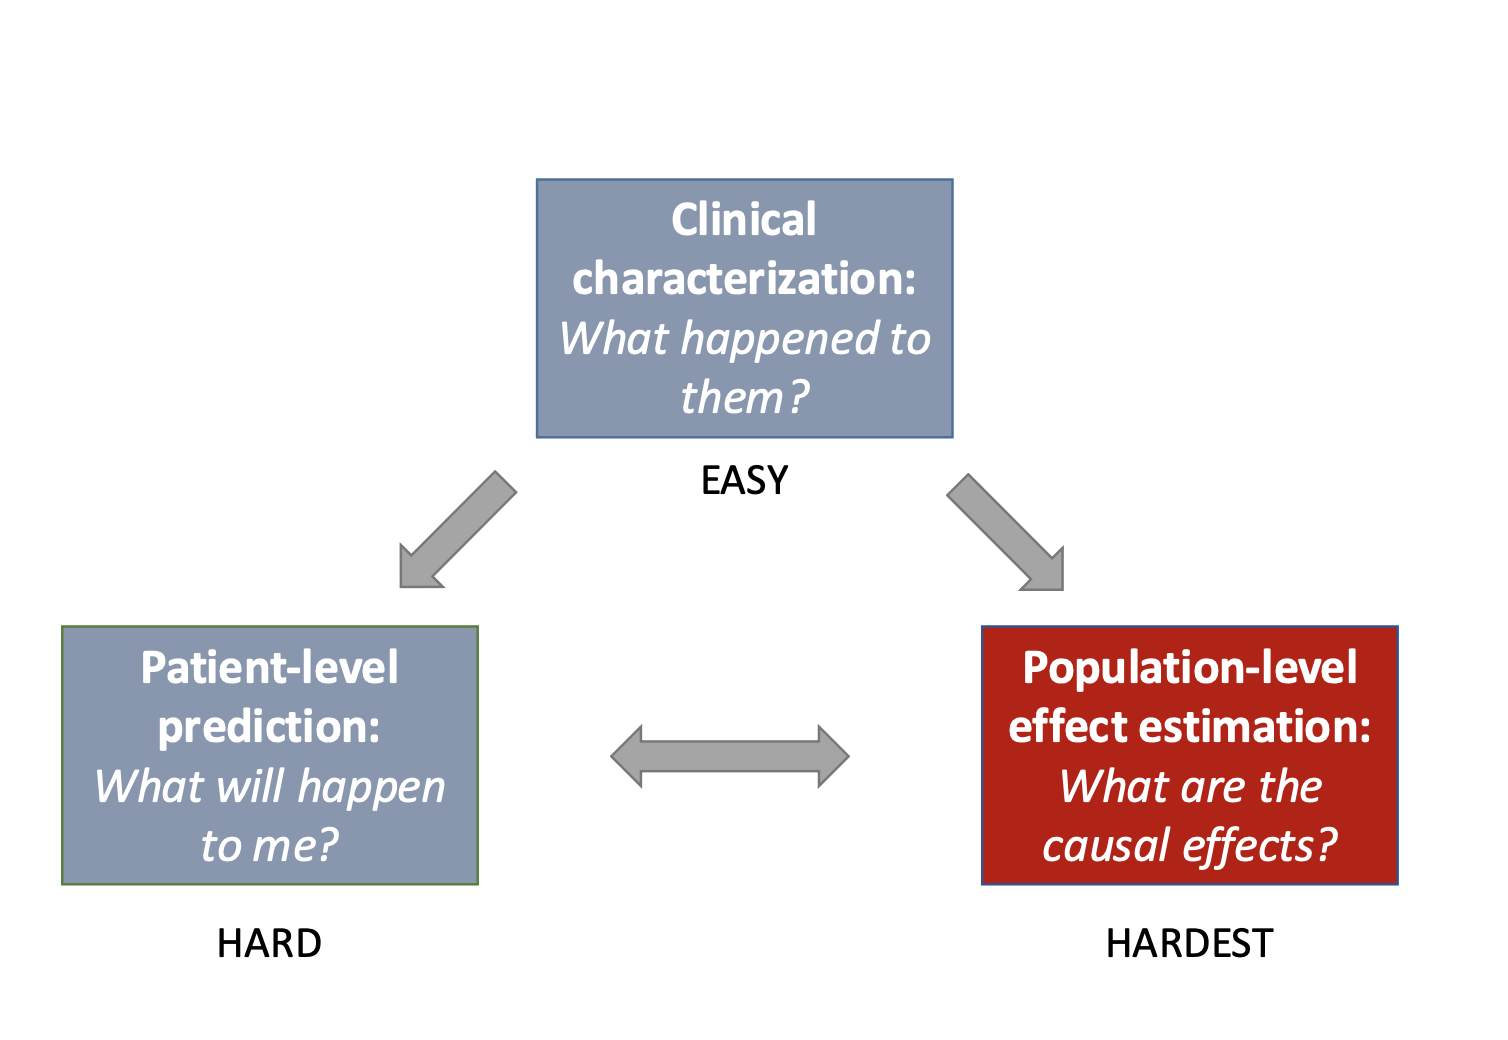 Clinical
characterization:
What happened to
them?
EASY
Patient-level
prediction:
What will happen
to me?
HARD
Population-level
effect estimation:
What are the
causal effects?
HARDEST